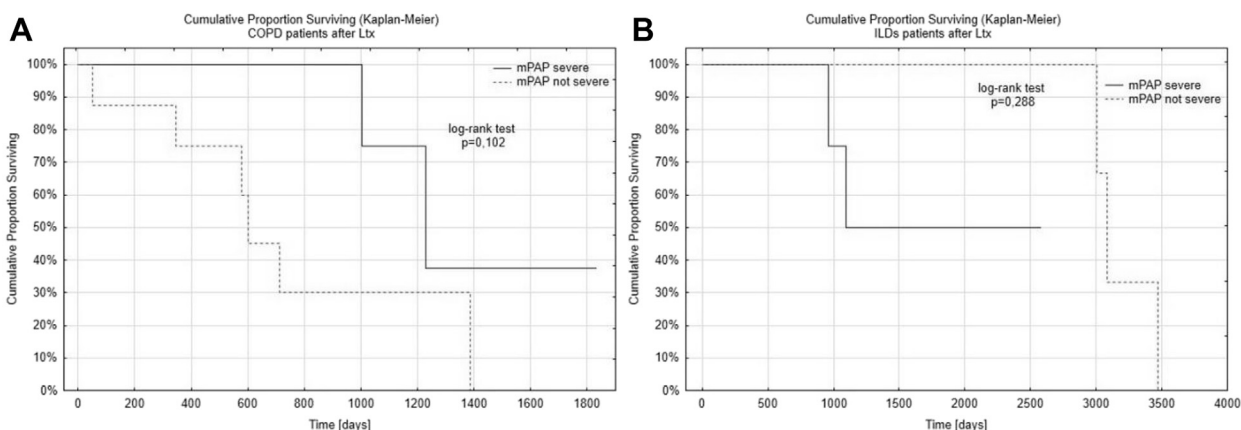 A
Cumulative Proportion Surviving (Kaplan-Meier)
COPD patients after Ltx
Cumulative Proportion Surviving
100%
90%
80%
70%
60%
50%
40%
30%
20%
10%
0%
mPAP severe
mPAP not severe
log-rank test
p=0,102
0 200 400 600 800 1000 1200 1400 1600 1800
Time [days]
B
Cumulative Proportion Surviving (Kaplan-Meier)
ILDs patients after Ltx
Cumulative Proportion Surviving
100%
90%
80%
70%
60%
50%
40%
30%
20%
10%
0%
log-rank test
p=0,288
mPAP severe
mPAP not severe
0 500 1000 1500 2000 2500 3000 3500 4000
Time [days]